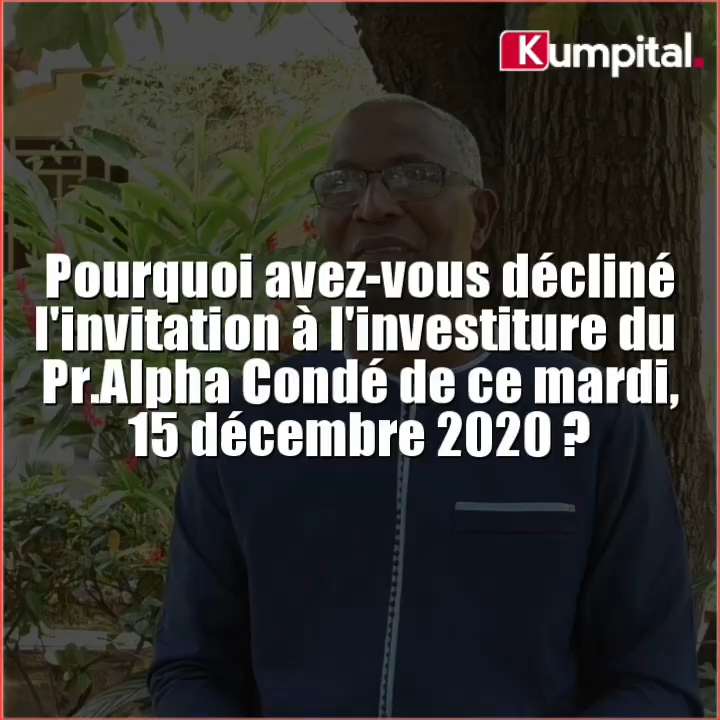 Kumpital.
Pourquoi avez-vous décliné
l'invitation à l'investiture du
Pr.Alpha Condé de ce mardi,
15 décembre 2020 ?